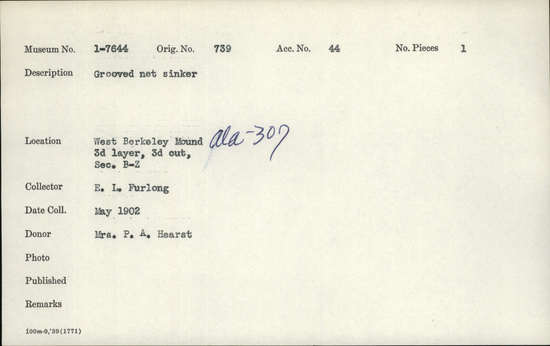 Museum No. 1-7644 Orig. No. 739 Acc. No. 44 No. Pieces 1
Description Grooved net sinker
Location West Berkeley Mound Ala-307
3d layer, 3d cut,
Sec. B-Z
Collector E. L. Furlong
Date Coll. May 1902
Donor Mrs. P. A. Hearst
Photo
Published
Remarks
100m-9,'39(1771)